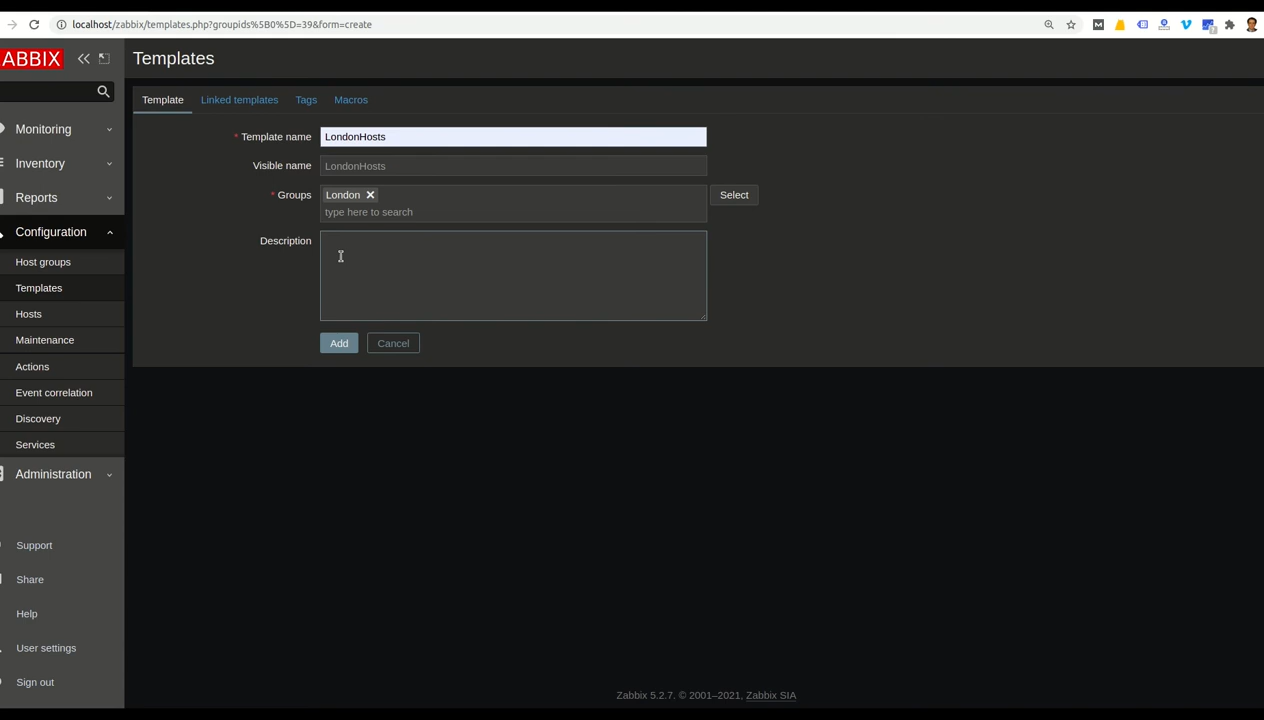 localhost/zabbix/templates.php?groupids%5B0%5D=39&form=create
ABBIX
Templates
Template
Linked templates
Tags
Macros
Monitoring
Inventory
Reports
Configuration
Host groups
Templates
Hosts
Maintenance
Actions
Event correlation
Discovery
Services
Administration
Support
Share
Help
User settings
Sign out
* Template name
LondonHosts
Visible name
LondonHosts
* Groups
London
Select
type here to search
Description
Add
Cancel
Zabbix 5.2.7. © 2001–2021, Zabbix SIA